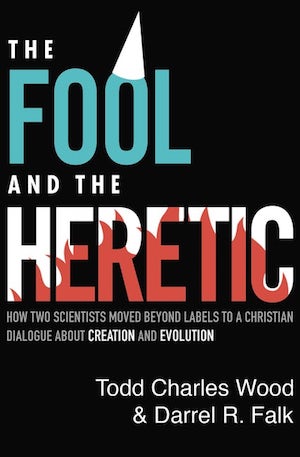 THE
FOOL
AND THE
HERETIC
HOW TWO SCIENTISTS MOVED BEYOND LABELS TO A CHRISTIAN
DIALOGUE ABOUT CREATION AND EVOLUTION
Todd Charles Wood
& Darrel R. Falk